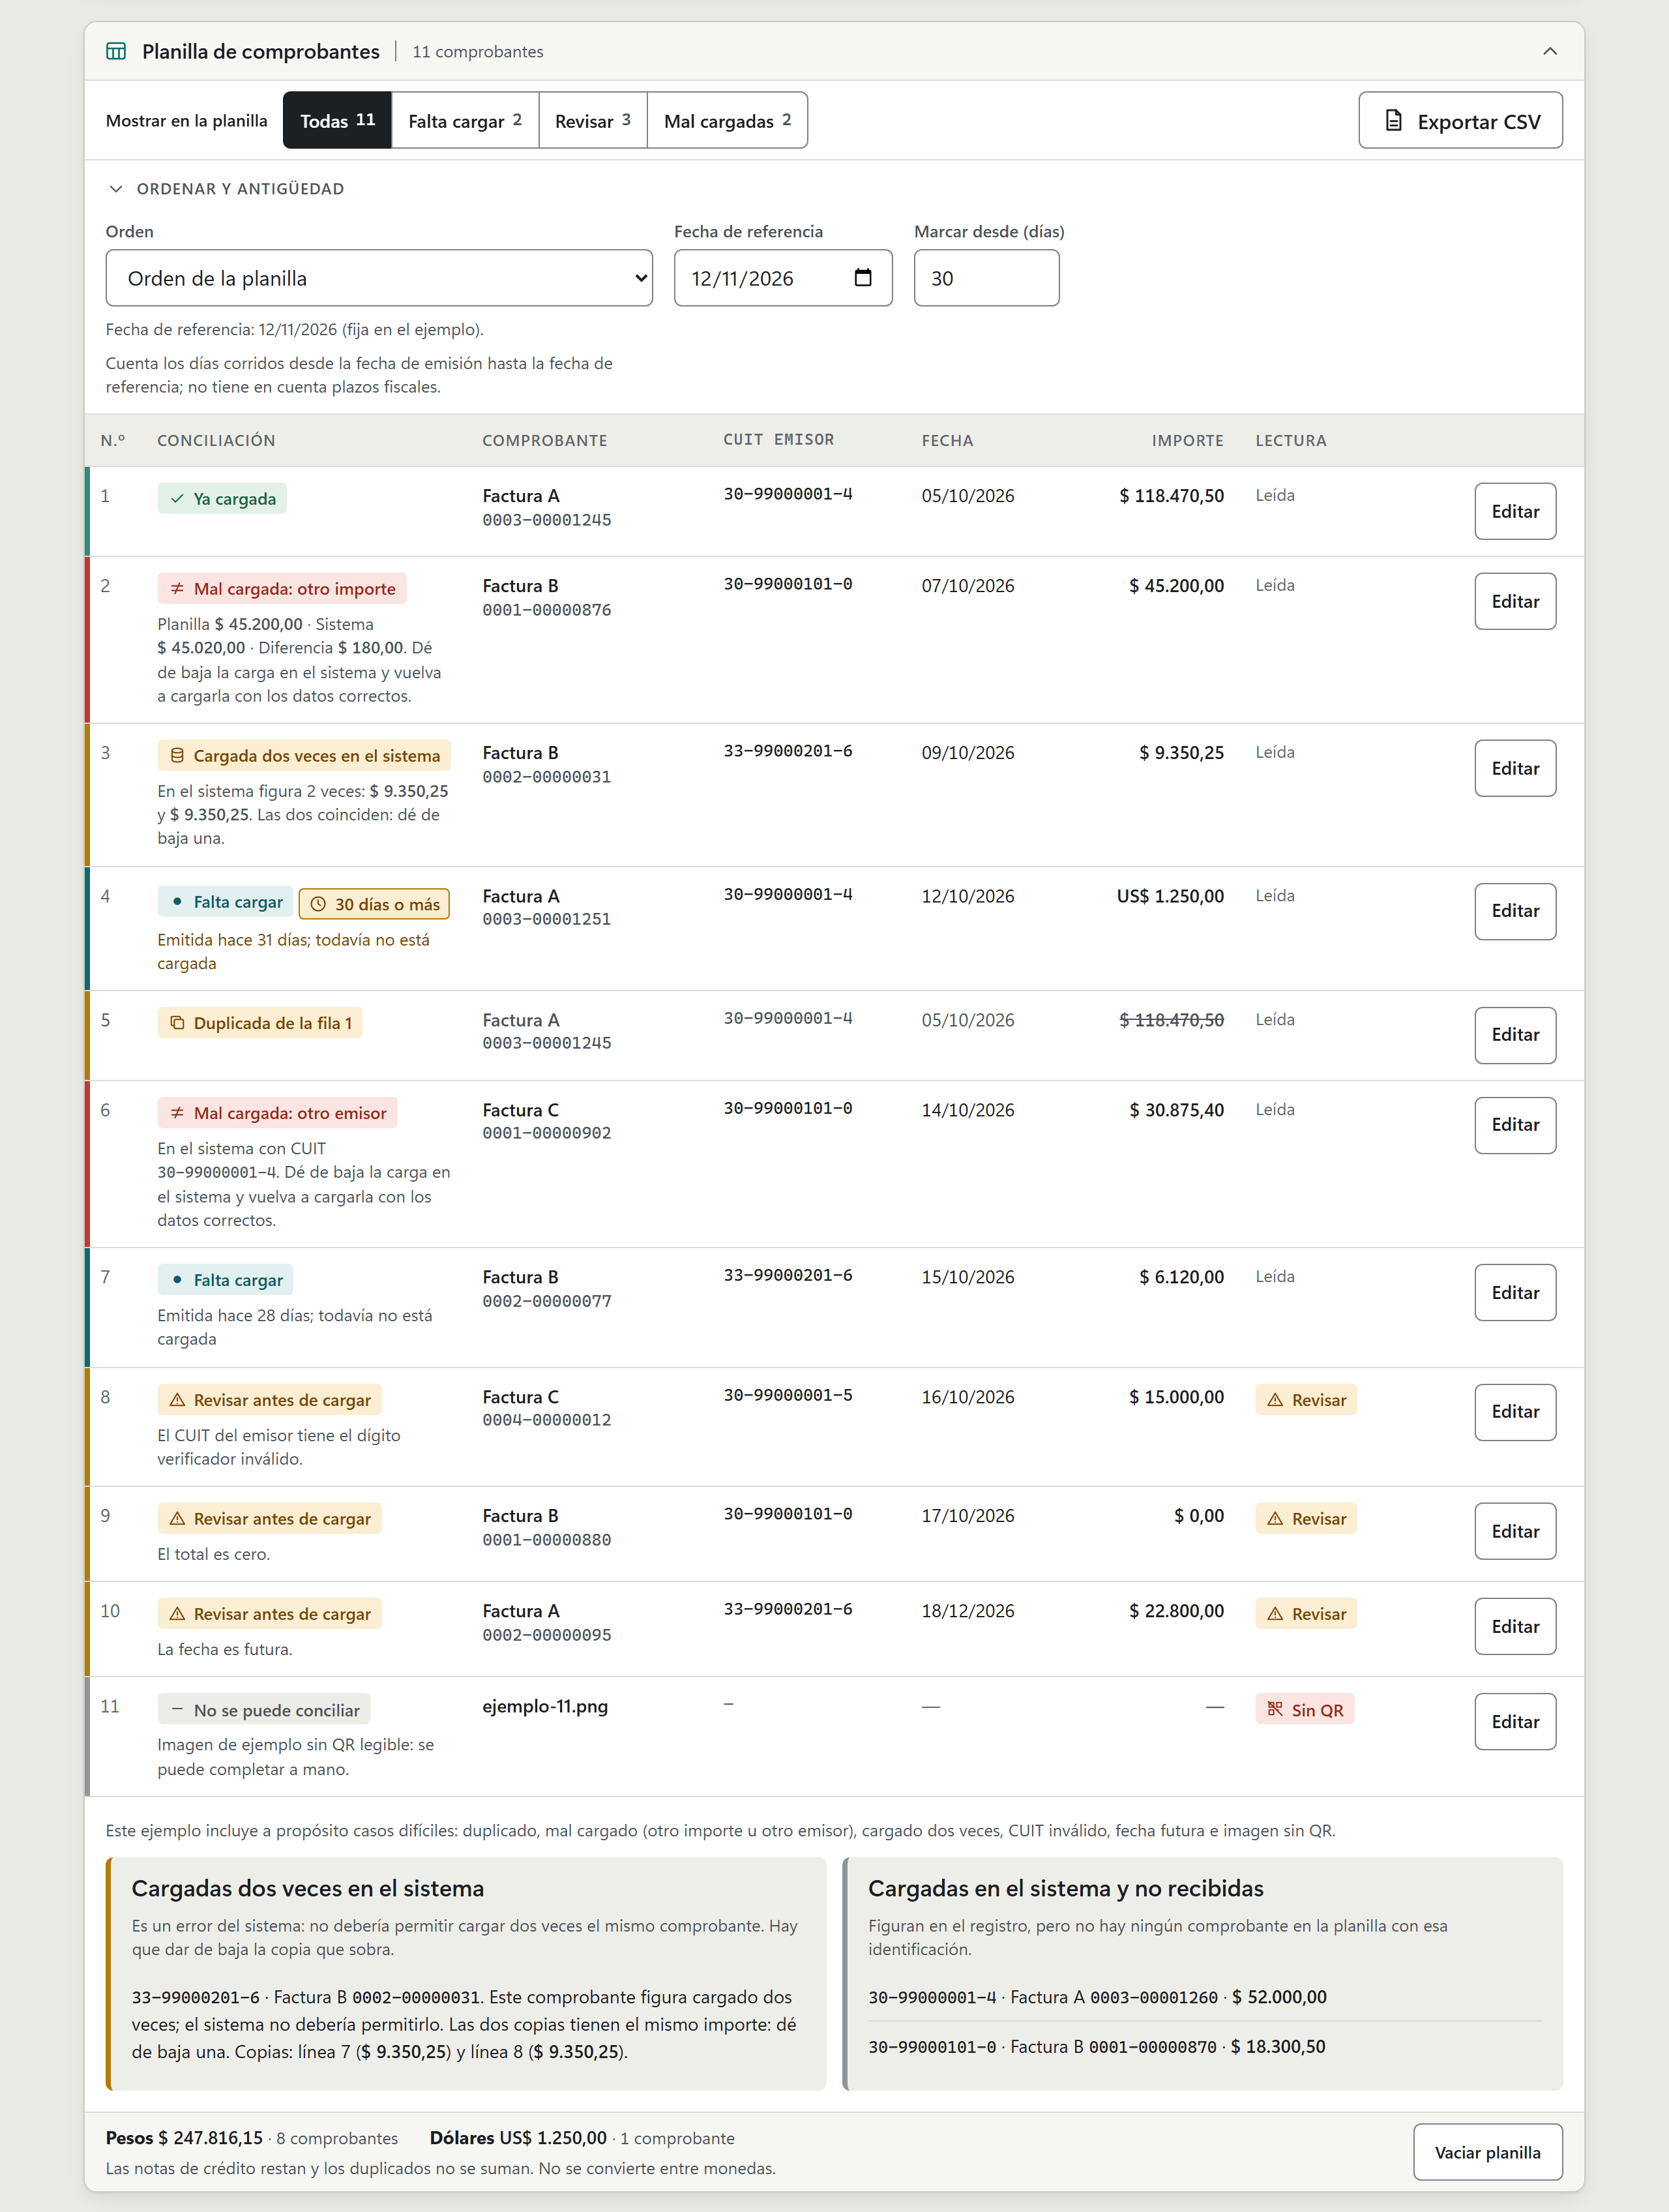 Planilla de comprobantes | 11 comprobantes
Mostrar en la planilla Todas 11 Falta cargar 2 Revisar 3 Mal cargadas 2 Exportar CSV
ORDENAR Y ANTIGÜEDAD
Orden Fecha de referencia Marcar desde (días)
Orden de la planilla 12/11/2026 30
Fecha de referencia: 12/11/2026 (fija en el ejemplo).
Cuenta los días corridos desde la fecha de emisión hasta la fecha de
referencia; no tiene en cuenta plazos fiscales.
N.º CONCILIACIÓN COMPROBANTE CUIT EMISOR FECHA IMPORTE LECTURA
1 Ya cargada Factura A 30-99000001-4 05/10/2026 $ 118.470,50 Leída Editar
0003-00001245
2 Mal cargada: otro importe Factura B 30-99000101-0 07/10/2026 $ 45.200,00 Leída Editar
0001-00000876
Planilla $ 45.200,00 · Sistema
$ 45.020,00 · Diferencia $ 180,00. Dé
de baja la carga en el sistema y vuelva
a cargarla con los datos correctos.
3 Cargada dos veces en el sistema Factura B 33-99000201-6 09/10/2026 $ 9.350,25 Leída Editar
0002-00000031
En el sistema figura 2 veces: $ 9.350,25
y $ 9.350,25. Las dos coinciden: dé de
baja una.
4 Falta cargar 30 días o más Factura A 30-99000001-4 12/10/2026 US$ 1.250,00 Leída Editar
0003-00001251
Emitida hace 31 días; todavía no está
cargada
5 Duplicada de la fila 1 Factura A 30-99000001-4 05/10/2026 $ 118.470,50 Leída Editar
0003-00001245
6 Mal cargada: otro emisor Factura C 30-99000101-0 14/10/2026 $ 30.875,40 Leída Editar
0001-00000902
En el sistema con CUIT
30-99000001-4. Dé de baja la carga en
el sistema y vuelva a cargarla con los
datos correctos.
7 Falta cargar Factura B 33-99000201-6 15/10/2026 $ 6.120,00 Leída Editar
0002-00000077
Emitida hace 28 días; todavía no está
cargada
8 Revisar antes de cargar Factura C 30-99000001-5 16/10/2026 $ 15.000,00 Revisar Editar
0004-00000012
El CUIT del emisor tiene el dígito
verificador inválido.
9 Revisar antes de cargar Factura B 30-99000101-0 17/10/2026 $ 0,00 Revisar Editar
0001-00000880
El total es cero.
10 Revisar antes de cargar Factura A 33-99000201-6 18/12/2026 $ 22.800,00 Revisar Editar
0002-00000095
La fecha es futura.
11 No se puede conciliar ejemplo-11.png – — — Sin QR Editar
Imagen de ejemplo sin QR legible: se
puede completar a mano.
Este ejemplo incluye a propósito casos difíciles: duplicado, mal cargado (otro importe u otro emisor), cargado dos veces, CUIT inválido, fecha futura e imagen sin QR.
Cargadas dos veces en el sistema
Es un error del sistema: no debería permitir cargar dos veces el mismo comprobante. Hay
que dar de baja la copia que sobra.
33-99000201-6 · Factura B 0002-00000031. Este comprobante figura cargado dos
veces; el sistema no debería permitirlo. Las dos copias tienen el mismo importe: dé
de baja una. Copias: línea 7 ($ 9.350,25) y línea 8 ($ 9.350,25).
Cargadas en el sistema y no recibidas
Figuran en el registro, pero no hay ningún comprobante en la planilla con esa
identificación.
30-99000001-4 · Factura A 0003-00001260 · $ 52.000,00
30-99000101-0 · Factura B 0001-00000870 · $ 18.300,50
Pesos $ 247.816,15 · 8 comprobantes Dólares US$ 1.250,00 · 1 comprobante
Las notas de crédito restan y los duplicados no se suman. No se convierte entre monedas.
Vaciar planilla